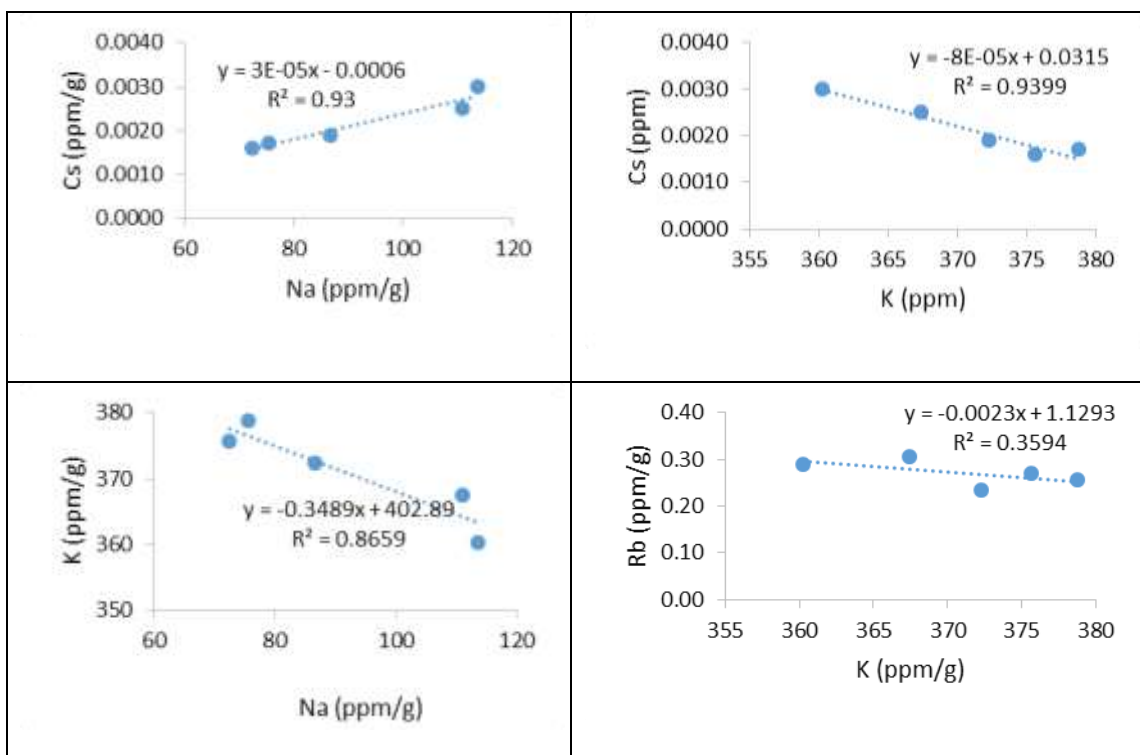 0.0040
0.0030
0.0020
0.0010
0.0000
Cs (ppm/g)
y = 3E-05x - 0.0006
R² = 0.93
60 80 100 120
Na (ppm/g)
0.0040
0.0030
0.0020
0.0010
0.0000
Cs (ppm)
y = -8E-05x + 0.0315
R² = 0.9399
355 360 365 370 375 380
K (ppm)
380
370
360
350
K (ppm/g)
y = -0.3489x + 402.89
R² = 0.8659
60 80 100 120
Na (ppm/g)
0.40
0.30
0.20
0.10
0.00
Rb (ppm/g)
y = -0.0023x + 1.1293
R² = 0.3594
355 360 365 370 375 380
K (ppm/g)